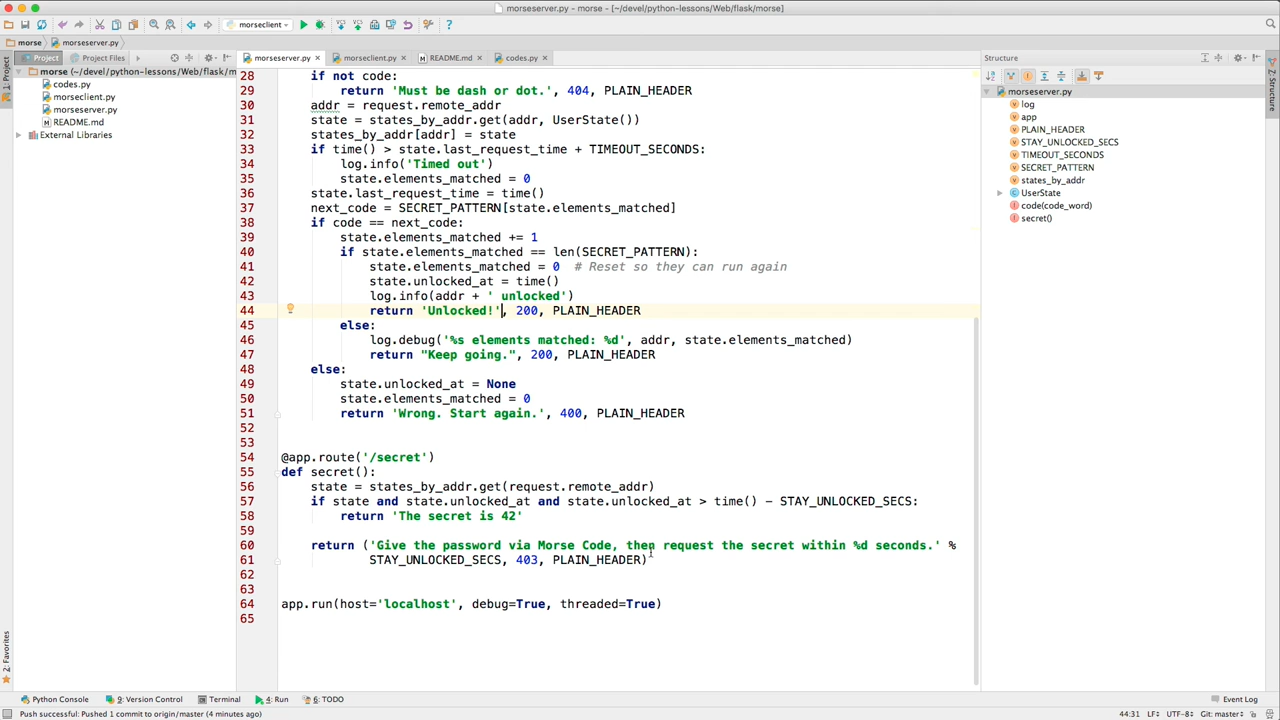 morseserver.py - morse - [~/devel/python-lessons/Web/flask/morse]
morseclient
morse
morseserver.py
Project
Project Files
morseserver.py
morseclient.py
README.md
codes.py
Structure
1: Project
morse (~/devel/python-lessons/Web/flask/m
codes.py
morseclient.py
morseserver.py
README.md
External Libraries
28 if not code:
29 return 'Must be dash or dot.', 404, PLAIN_HEADER
30 addr = request.remote_addr
31 state = states_by_addr.get(addr, UserState())
32 states_by_addr[addr] = state
33 if time() > state.last_request_time + TIMEOUT_SECONDS:
34 log.info('Timed out')
35 state.elements_matched = 0
36 state.last_request_time = time()
37 next_code = SECRET_PATTERN[state.elements_matched]
38 if code == next_code:
39 state.elements_matched += 1
40 if state.elements_matched == len(SECRET_PATTERN):
41 state.elements_matched = 0 # Reset so they can run again
42 state.unlocked_at = time()
43 log.info(addr + ' unlocked')
44 return 'Unlocked!', 200, PLAIN_HEADER
45 else:
46 log.debug('%s elements matched: %d', addr, state.elements_matched)
47 return "Keep going.", 200, PLAIN_HEADER
48 else:
49 state.unlocked_at = None
50 state.elements_matched = 0
51 return 'Wrong. Start again.', 400, PLAIN_HEADER
52
53
54 @app.route('/secret')
55 def secret():
56 state = states_by_addr.get(request.remote_addr)
57 if state and state.unlocked_at and state.unlocked_at > time() - STAY_UNLOCKED_SECS:
58 return 'The secret is 42'
59
60 return ('Give the password via Morse Code, then request the secret within %d seconds.' %
61 STAY_UNLOCKED_SECS, 403, PLAIN_HEADER)
62
63
64 app.run(host='localhost', debug=True, threaded=True)
65
morseserver.py
log
app
PLAIN_HEADER
STAY_UNLOCKED_SECS
TIMEOUT_SECONDS
SECRET_PATTERN
states_by_addr
UserState
code(code_word)
secret()
Z: Structure
2: Favorites
Python Console
9: Version Control
Terminal
4: Run
6: TODO
Event Log
Push successful: Pushed 1 commit to origin/master (4 minutes ago)
44:31 LF÷ UTF-8÷ Git: master÷